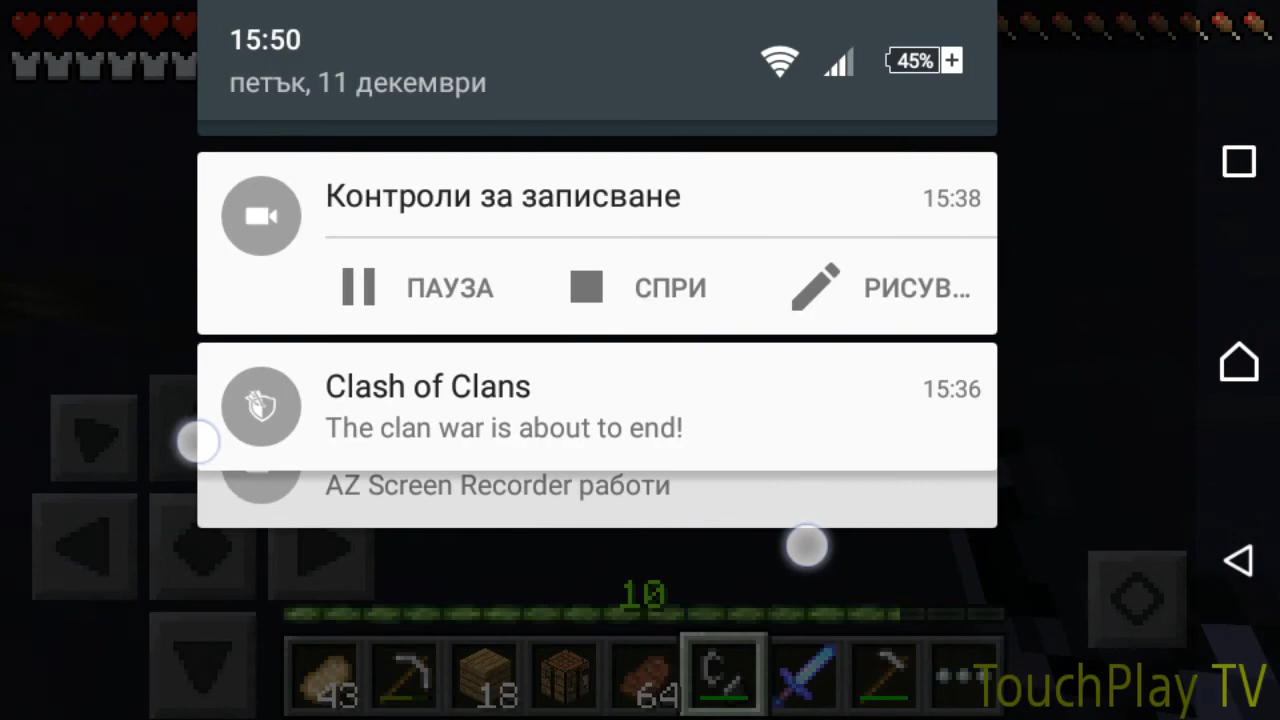 15:50
45%
петък, 11 декември
Контроли за записване
15:38
ПАУЗА
СПРИ
РИСУВ...
Clash of Clans
15:36
The clan war is about to end!
AZ Screen Recorder работи
10
43
18
64
TouchPlay TV